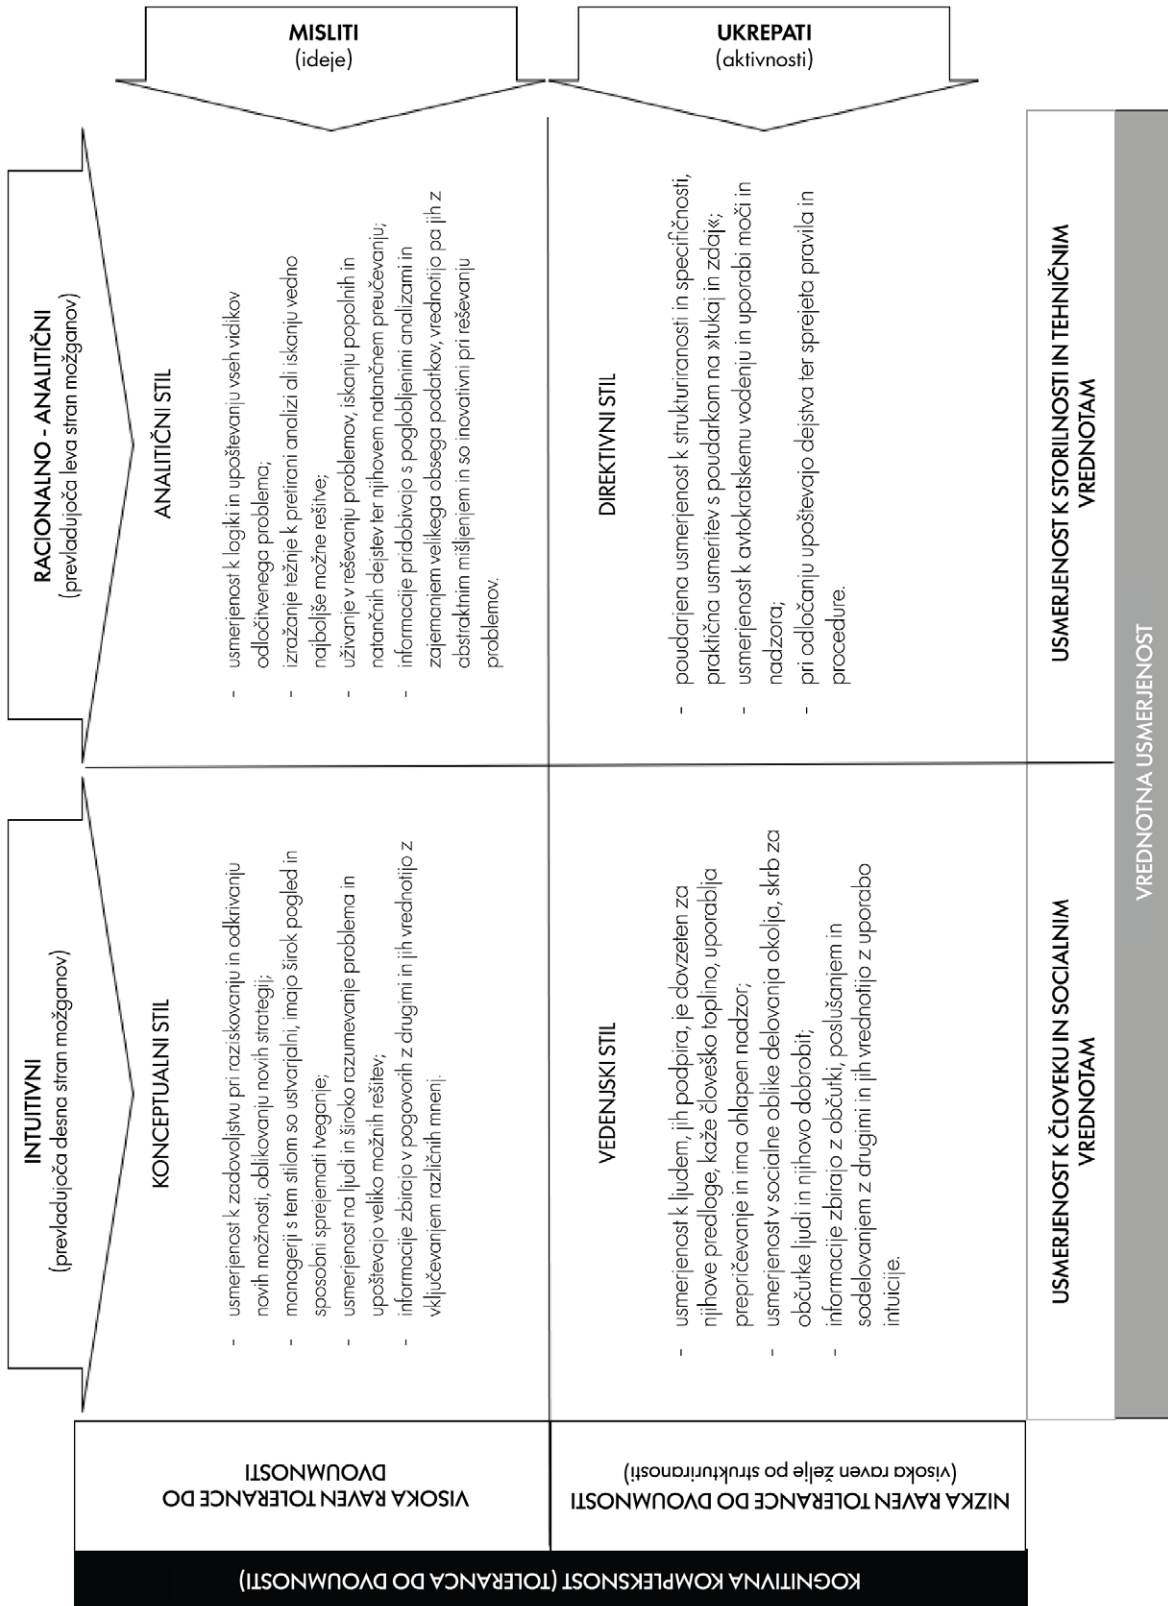 MISLITI
(ideje)
UKREPATI
(aktivnosti)
RACIONALNO - ANALITIČNI
(prevladujoča leva stran možganov)
INTUITIVNI
(prevladujoča desna stran možganov)
ANALITIČNI STIL
- usmerjenost k logiki in upoštevanju vseh vidikov
odločitvenega problema;
- izražanje težnje k pretirani analizi ali iskanju vedno
najboljše možne rešitve;
- uživanje v reševanju problemov, iskanju popolnih in
natančnih dejstev ter njihovem natančnem preučevanju;
- informacije pridobivajo s poglobljenimi analizami in
zajemanjem velikega obsega podatkov, vrednotijo pa jih z
abstraktnim mišljenjem in so inovativni pri reševanju
problemov.
DIREKTIVNI STIL
- poudarjena usmerjenost k strukturiranosti in specifičnosti,
praktična usmeritev s poudarkom na »tukaj in zdaj«;
- usmerjenost k avtokratskemu vodenju in uporabi moči in
nadzora;
- pri odločanju upoštevajo dejstva ter sprejeta pravila in
procedure.
KONCEPTUALNI STIL
- usmerjenost k zadovoljstvu pri raziskovanju in odkrivanju
novih možnosti, oblikovanju novih strategij;
- managerji s tem stilom so ustvarjalni, imajo širok pogled in
sposobni sprejemati tveganje;
- usmerjenost na ljudi in široko razumevanje problema in
upoštevajo veliko možnih rešitev;
- informacije zbirajo v pogovorih z drugimi in jih vrednotijo z
vključevanjem različnih mnenj.
VEDENJSKI STIL
- usmerjenost k ljudem, jih podpira, je dovzeten za
njihove predloge, kaže človeško toplino, uporablja
prepričevanje in ima ohlapen nadzor;
- usmerjenost v socialne oblike delovanja okolja, skrb za
občutke ljudi in njihovo dobrobit;
- informacije zbirajo z občutki, poslušanjem in
sodelovanjem z drugimi in jih vrednotijo z uporabo
intuicije.
USMERJENOST K STORILNOSTI IN TEHNIČNIM
VREDNOTAM
USMERJENOST K ČLOVEKU IN SOCIALNIM
VREDNOTAM
VREDNOTNA USMERJENOST
VISOKA RAVEN TOLERANCE DO
DVOUMNOSTI
NIZKA RAVEN TOLERANCE DO DVOUMNOSTI
(visoka raven želje po strukturiranosti)
KOGNITIVNA KOMPLEKSNOST (TOLERANCA DO DVOUMNOSTI)